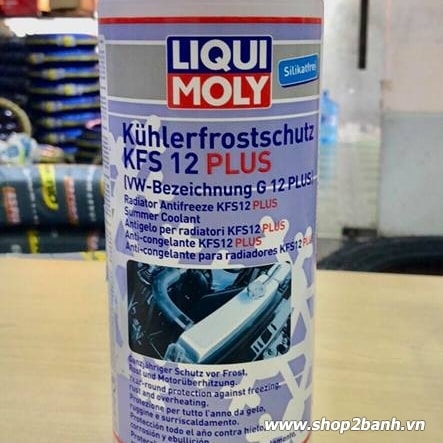 LIQUI
MOLY
Silikatfrei
Kühlerfrostschutz
KFS 12 PLUS
(VW-Bezeichnung G 12 PLUS)
Radiator Antifreeze KFS12 PLUS
Summer Coolant
Antigelo per radiatori KFS12 PLUS
Anti-congelante KFS12 PLUS
Anti-congelante para radiadores KFS12 PLUS
Ganzjähriger Schutz vor Frost,
Rost und Motorüberhitzung.
Year-round protection against freezing,
rust and overheating.
Protezione per tutto l'anno da gelo,
ruggine e surriscaldamento.
Protección todo el año contra hielo,
corrosión y ebullición
www.shop2banh.vn